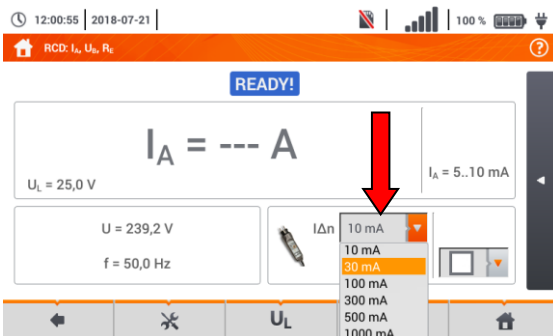 12:00:55 2018-07-21 100 %
RCD: IA, UB, RE ?
READY!
IA = --- A
UL = 25,0 V
IA = 5..10 mA
U = 239,2 V
f = 50,0 Hz
IΔn 10 mA
10 mA
30 mA
100 mA
300 mA
500 mA
1000 mA
UL